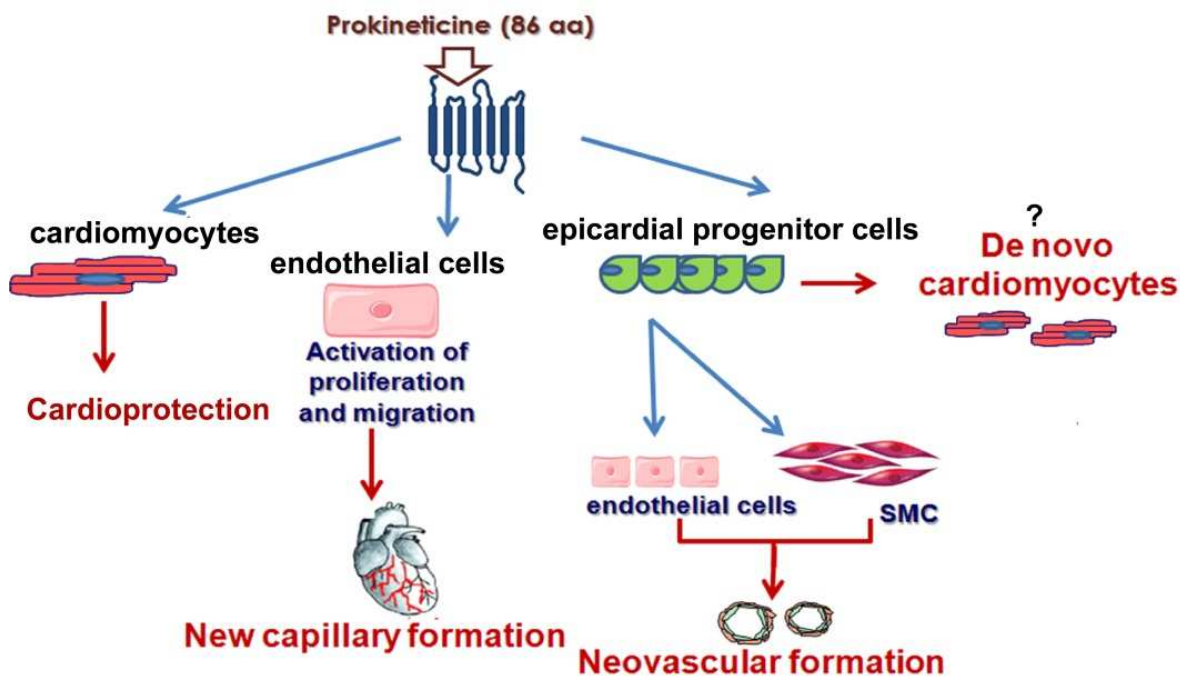 Prokineticine (86 aa)
cardiomyocytes
Cardioprotection
endothelial cells
Activation of
proliferation
and migration
New capillary formation
epicardial progenitor cells
?
De novo
cardiomyocytes
endothelial cells
SMC
Neovascular formation